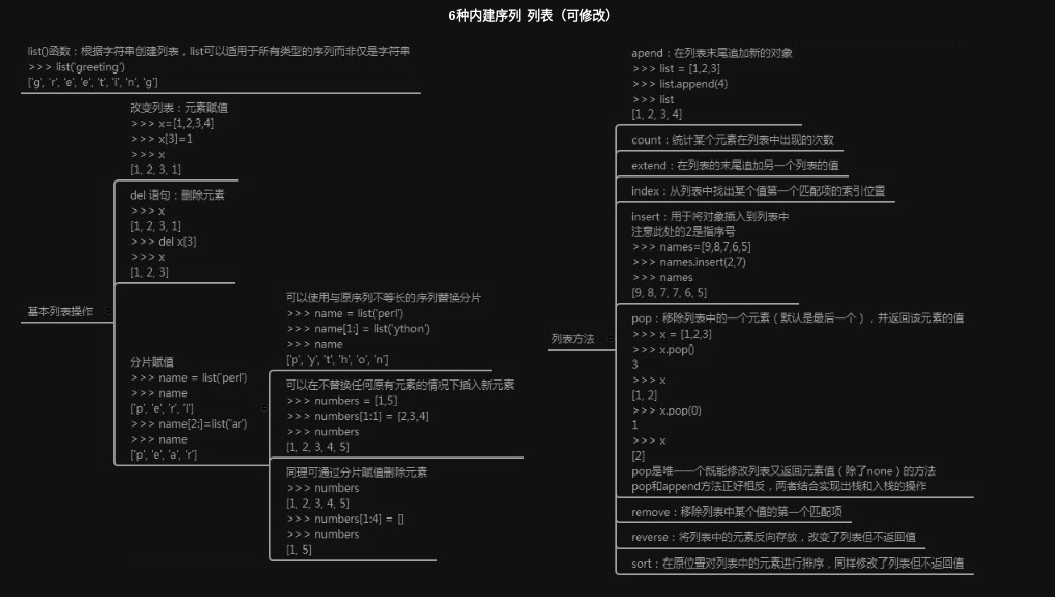 6种内建序列 列表（可修改）
list()函数：根据字符串创建列表，list可以适用于所有类型的序列而非仅是字符串
>>> list('greeting')
['g', 'r', 'e', 'e', 't', 'i', 'n', 'g']
基本列表操作
改变列表：元素赋值
>>> x=[1,2,3,4]
>>> x[3]=1
>>> x
[1, 2, 3, 1]
del 语句：删除元素
>>> x
[1, 2, 3, 1]
>>> del x[3]
>>> x
[1, 2, 3]
分片赋值
>>> name = list('perl')
>>> name
['p', 'e', 'r', 'l']
>>> name[2:]=list('ar')
>>> name
['p', 'e', 'a', 'r']
可以使用与原序列不等长的序列替换分片
>>> name = list('perl')
>>> name[1:] = list('ython')
>>> name
['p', 'y', 't', 'h', 'o', 'n']
可以在不替换任何原有元素的情况下插入新元素
>>> numbers = [1,5]
>>> numbers[1:1] = [2,3,4]
>>> numbers
[1, 2, 3, 4, 5]
同理可通过分片赋值删除元素
>>> numbers
[1, 2, 3, 4, 5]
>>> numbers[1:4] = []
>>> numbers
[1, 5]
列表方法
apend：在列表末尾追加新的对象
>>> list = [1,2,3]
>>> list.append(4)
>>> list
[1, 2, 3, 4]
count：统计某个元素在列表中出现的次数
extend：在列表的末尾追加另一个列表的值
index：从列表中找出某个值第一个匹配项的索引位置
insert：用于将对象插入到列表中
注意此处的2是指序号
>>> names=[9,8,7,6,5]
>>> names.insert(2,7)
>>> names
[9, 8, 7, 7, 6, 5]
pop：移除列表中的一个元素（默认是最后一个），并返回该元素的值
>>> x = [1,2,3]
>>> x.pop()
3
>>> x
[1, 2]
>>> x.pop(0)
1
>>> x
[2]
pop是唯一一个既能修改列表又返回元素值（除了none）的方法
pop和append方法正好相反，两者结合实现出栈和入栈的操作
remove：移除列表中某个值的第一个匹配项
reverse：将列表中的元素反向存放，改变了列表但不返回值
sort：在原位置对列表中的元素进行排序，同样修改了列表但不返回值